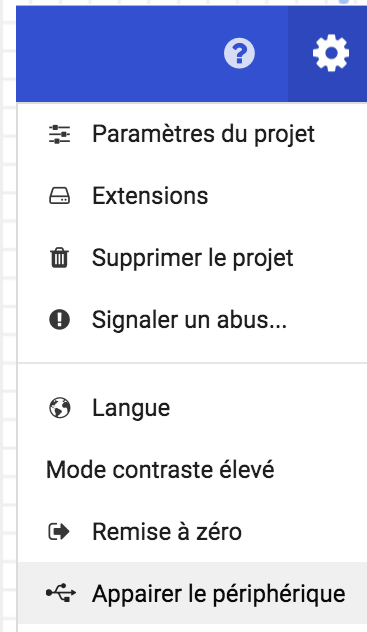 Paramètres du projet
Extensions
Supprimer le projet
Signaler un abus...
Langue
Mode contraste élevé
Remise à zéro
Appairer le périphérique